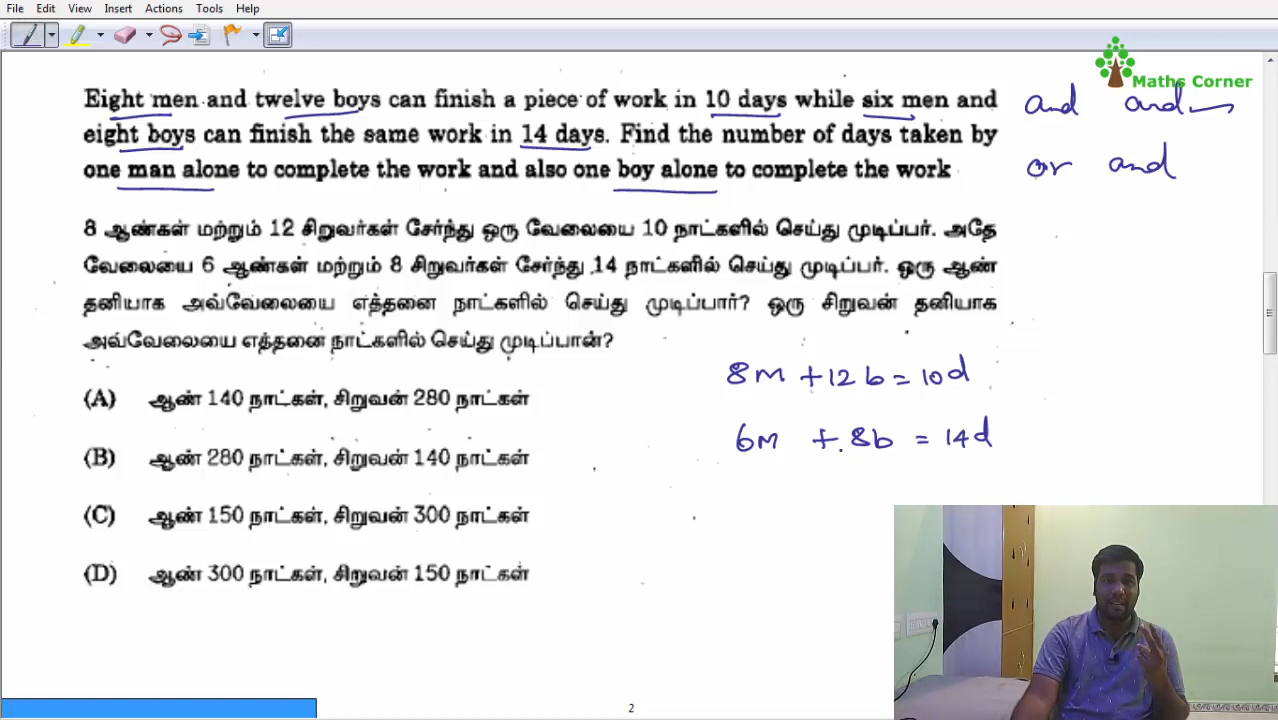 File Edit View Insert Actions Tools Help
Maths Corner
Eight men and twelve boys can finish a piece of work in 10 days while six men and
eight boys can finish the same work in 14 days. Find the number of days taken by
one man alone to complete the work and also one boy alone to complete the work
and and
or and
8 ஆண்கள் மற்றும் 12 சிறுவர்கள் சேர்ந்து ஒரு வேலையை 10 நாட்களில் செய்து முடிப்பர். அதே
வேலையை 6 ஆண்கள் மற்றும் 8 சிறுவர்கள் சேர்ந்து 14 நாட்களில் செய்து முடிப்பர். ஒரு ஆண்
தனியாக அவ்வேலையை எத்தனை நாட்களில் செய்து முடிப்பார்? ஒரு சிறுவன் தனியாக
அவ்வேலையை எத்தனை நாட்களில் செய்து முடிப்பான்?
8m + 12b = 10d
6m + 8b = 14d
(A) ஆண் 140 நாட்கள், சிறுவன் 280 நாட்கள்
(B) ஆண் 280 நாட்கள், சிறுவன் 140 நாட்கள்
(C) ஆண் 150 நாட்கள், சிறுவன் 300 நாட்கள்
(D) ஆண் 300 நாட்கள், சிறுவன் 150 நாட்கள்
2